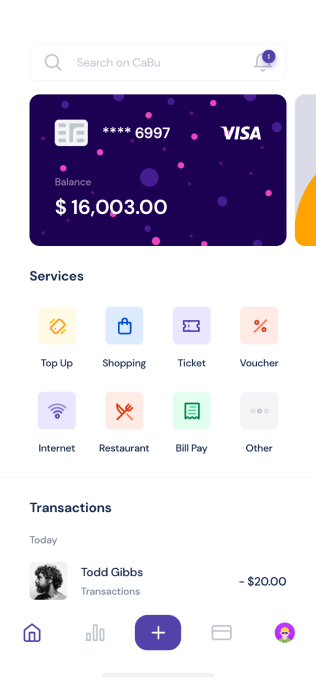 Search on CaBu
1
**** 6997
VISA
Balance
$ 16,003.00
Services
Top Up
Shopping
Ticket
Voucher
Internet
Restaurant
Bill Pay
Other
Transactions
Today
Todd Gibbs
Transactions
- $20.00